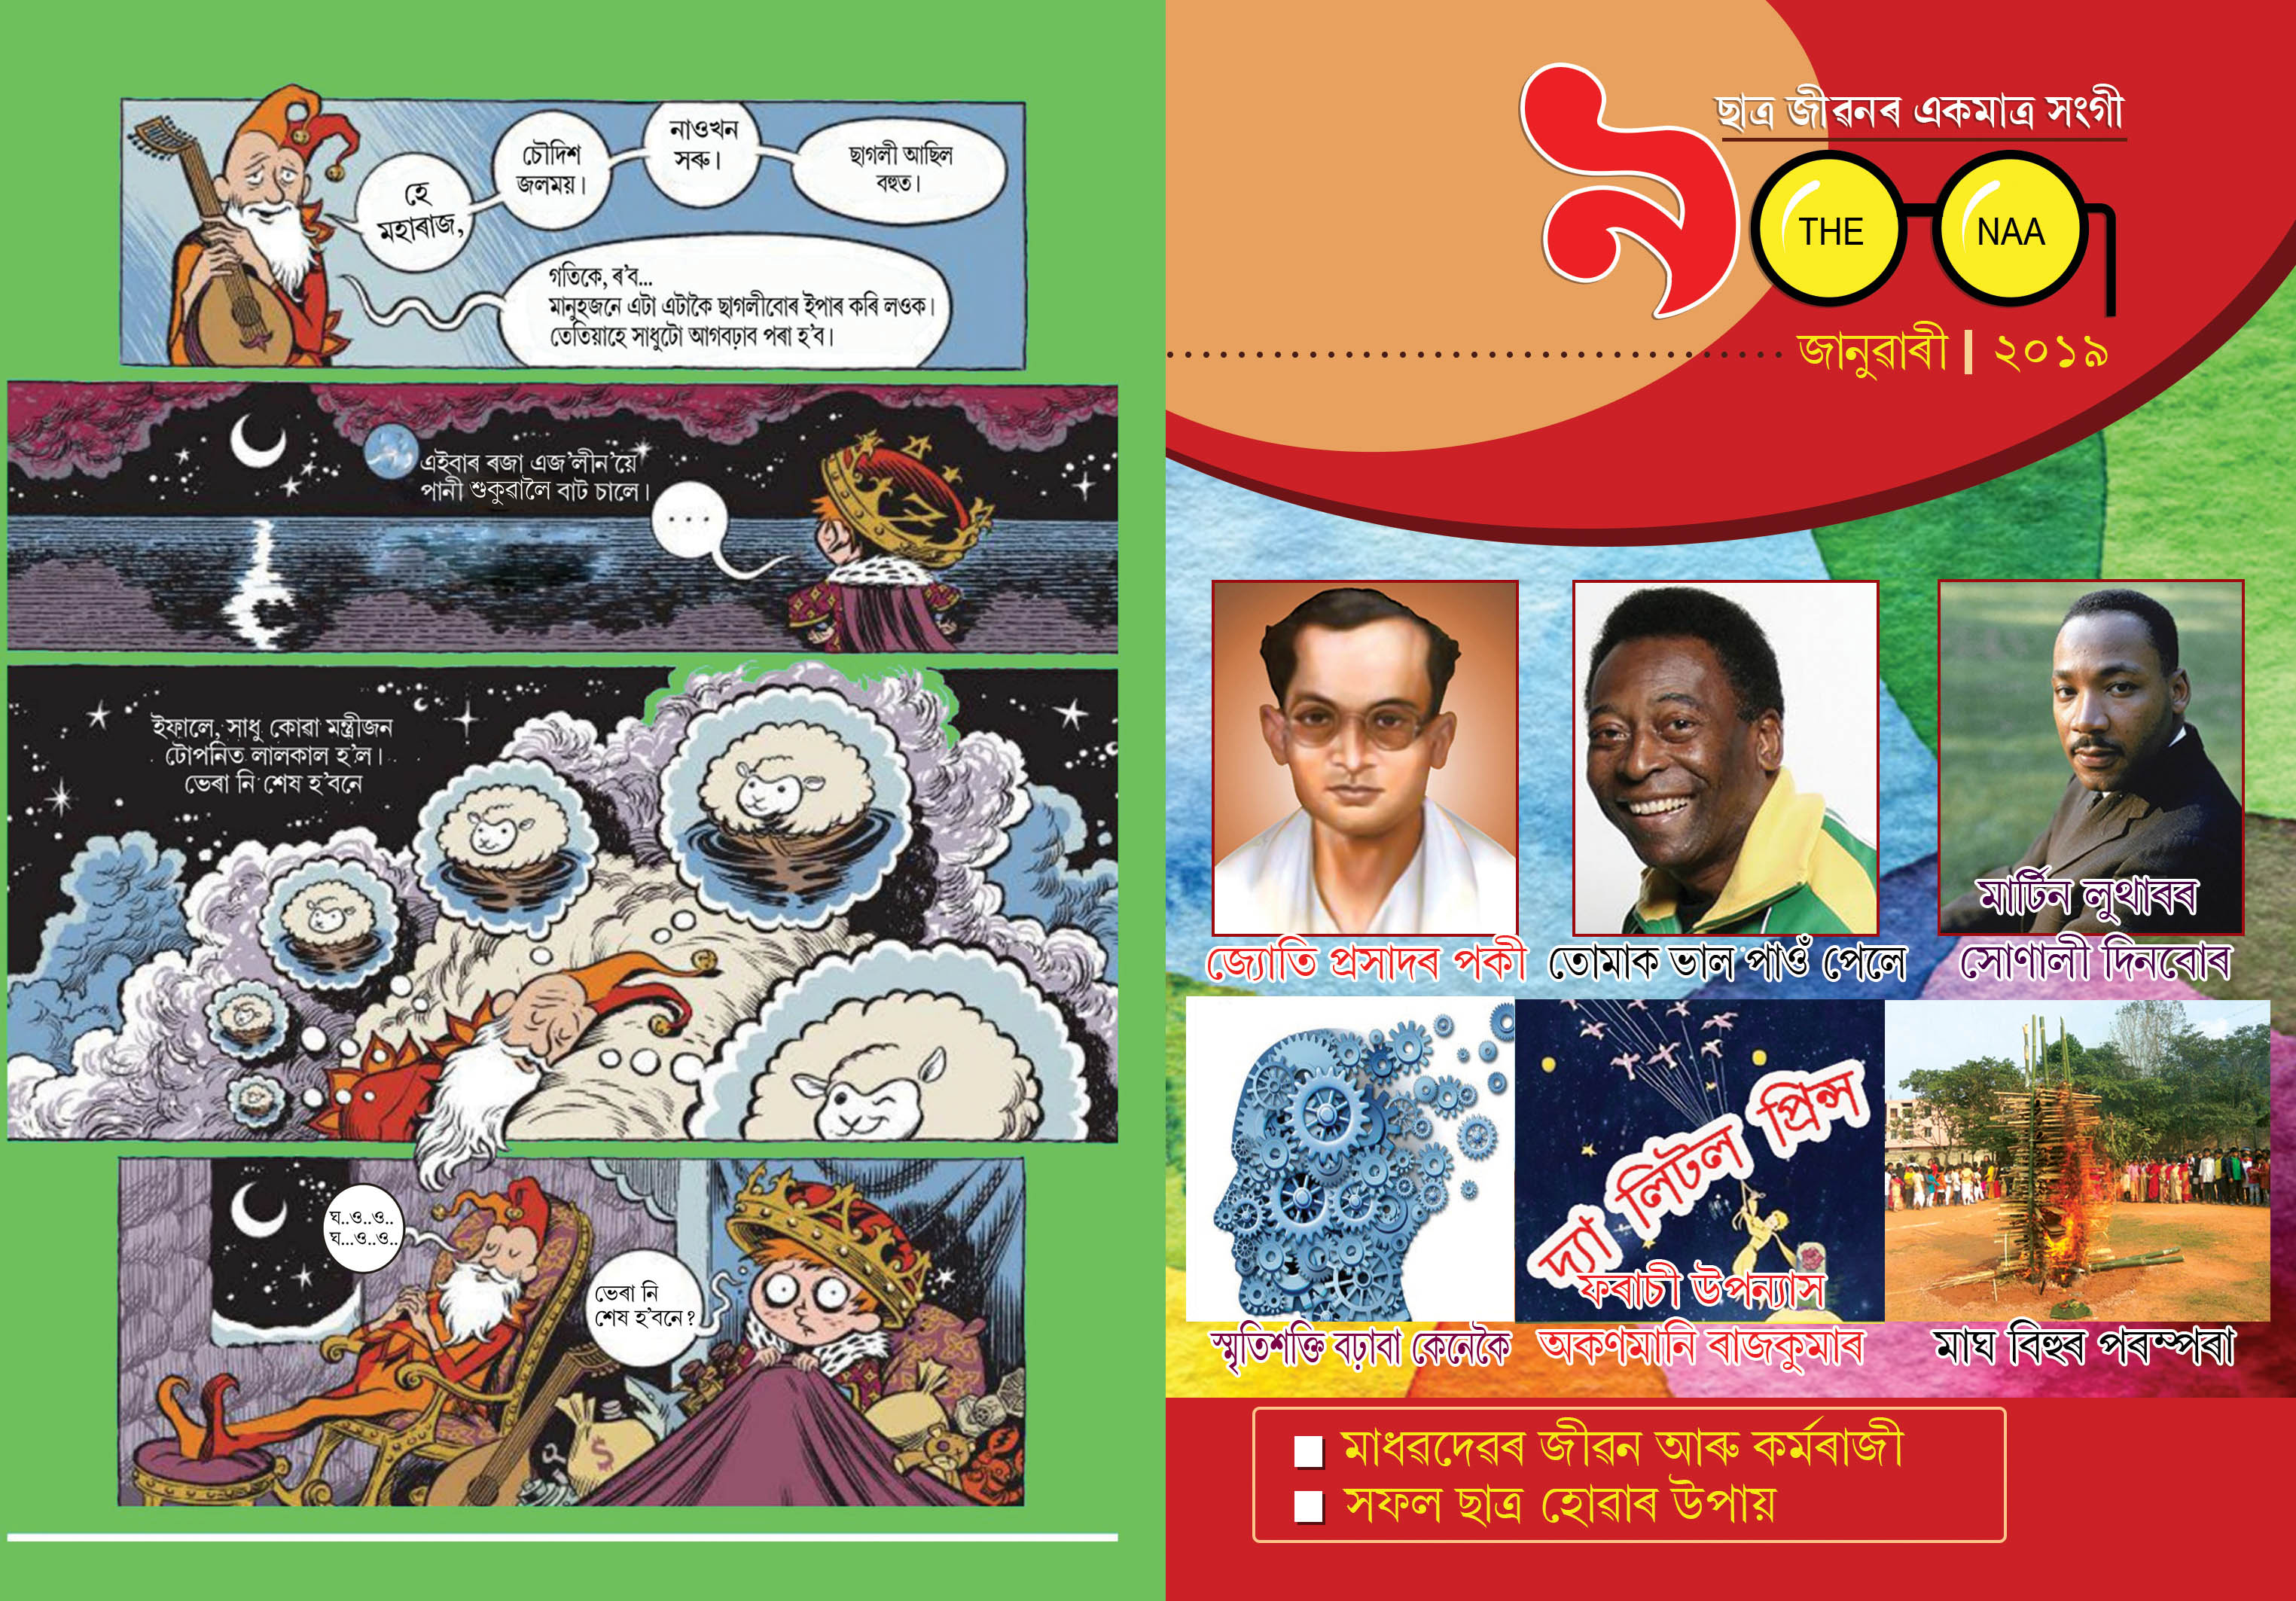 হে
মহাৰাজ,
চৌদিশ
জলময়।
নাওখন
সৰু।
ছাগলী আছিল
বহুত।
গতিকে, ৰ'ব...
মানুহজনে এটা এটাকৈ ছাগলীবোৰ ইপাৰ কৰি লওক।
তেতিয়াহে সাধুটো আগবঢ়াব পৰা হ'ব।
এইবাৰ ৰজা এজ'লীন'য়ে
পানী শুকুৱালৈ বাট চালে।
...
ইফালে, সাধু কোৱা মন্ত্ৰীজন
টোপনিত লালকাল হ'ল।
ভেৰা নি শেষ হ'বনে
ঘ..ও..ও..
ঘ...ও..ও..
ভেৰা নি
শেষ হ'বনে?
$
ছাত্ৰ জীৱনৰ একমাত্ৰ সংগী
THE NAA
জানুৱাৰী | ২০১৯
জ্যোতি প্ৰসাদৰ পকী
তোমাক ভাল পাওঁ পেলে
মাৰ্টিন লুথাৰৰ
সোণালী দিনবোৰ
স্মৃতিশক্তি বঢ়াবা কেনেকৈ
দ্যা লিটল প্ৰিন্স
ফৰাচী উপন্যাস
অকণমানি ৰাজকুমাৰ
মাঘ বিহুৰ পৰম্পৰা
মাধৱদেৱৰ জীৱন আৰু কৰ্মৰাজী
সফল ছাত্ৰ হোৱাৰ উপায়